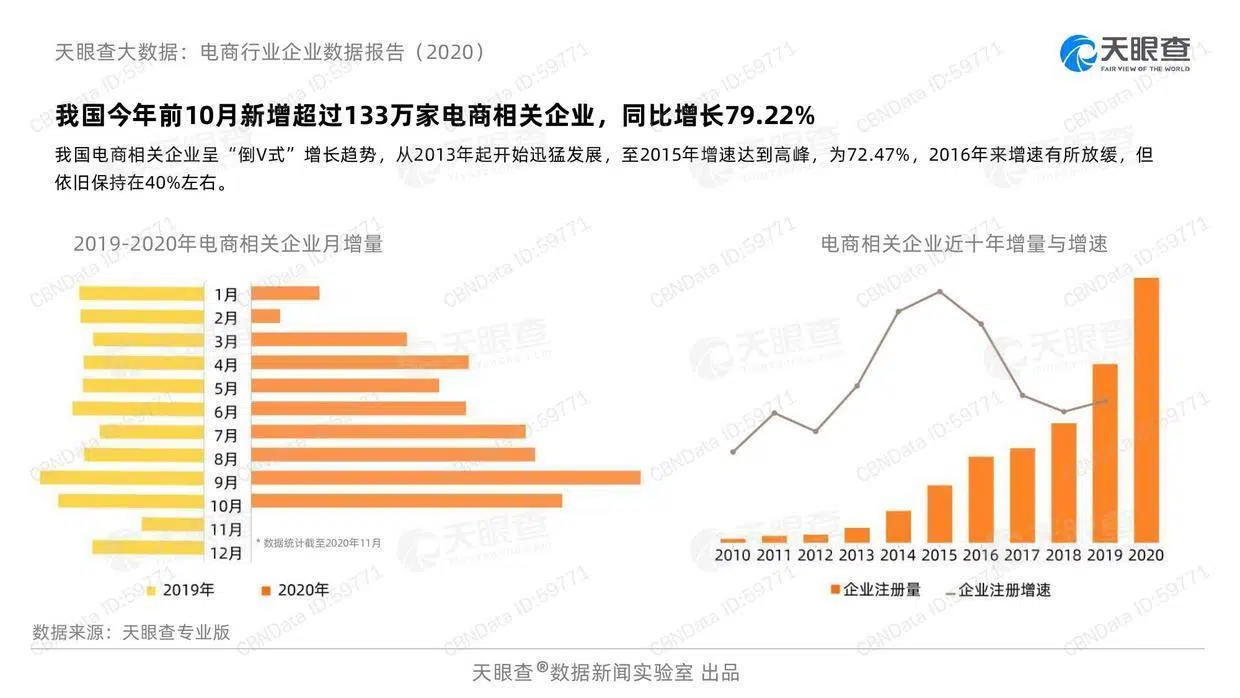 天眼查大数据：电商行业企业数据报告（2020）
天眼查
FAIR VIEW OF THE WORLD
我国今年前10月新增超过133万家电商相关企业，同比增长79.22%
我国电商相关企业呈“倒V式”增长趋势，从2013年起开始迅猛发展，至2015年增速达到高峰，为72.47%，2016年来增速有所放缓，但
依旧保持在40%左右。
2019-2020年电商相关企业月增量
1月
2月
3月
4月
5月
6月
7月
8月
9月
10月
11月
12月
* 数据统计截至2020年11月
2019年 2020年
电商相关企业近十年增量与增速
2010 2011 2012 2013 2014 2015 2016 2017 2018 2019 2020
企业注册量 企业注册增速
数据来源：天眼查专业版
天眼查®数据新闻实验室 出品
CBNData ID:59771
天眼查